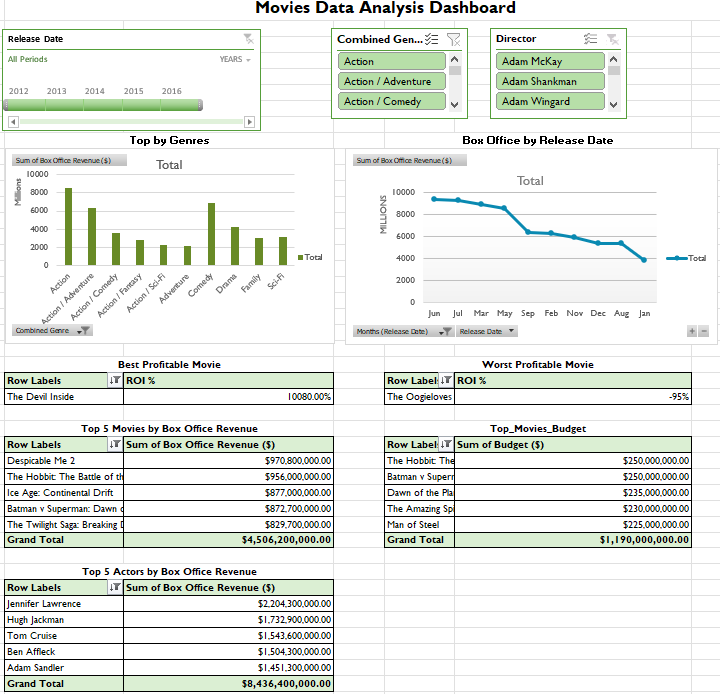 Movies Data Analysis Dashboard
Release Date
All Periods YEARS
2012 2013 2014 2015 2016
Combined Gen...
Action
Action / Adventure
Action / Comedy
Director
Adam McKay
Adam Shankman
Adam Wingard
Top by Genres
Sum of Box Office Revenue ($)
Total
Millions
10000
8000
6000
4000
2000
0
Action
Action / Adventure
Action / Comedy
Action / Fantasy
Action / Sci-Fi
Adventure
Comedy
Drama
Family
Sci-Fi
Total
Combined Genre
Box Office by Release Date
Sum of Box Office Revenue ($)
Total
MILLIONS
10000
8000
6000
4000
2000
0
Jun Jul Mar May Sep Feb Nov Dec Aug Jan
Total
Months (Release Date) Release Date
+ −
Best Profitable Movie
Row Labels ROI %
The Devil Inside 10080.00%
Worst Profitable Movie
Row Label ROI %
The Oogieloves -95%
Top 5 Movies by Box Office Revenue
Row Labels Sum of Box Office Revenue ($)
Despicable Me 2 $970,800,000.00
The Hobbit: The Battle of th $956,000,000.00
Ice Age: Continental Drift $877,000,000.00
Batman v Superman: Dawn o $872,700,000.00
The Twilight Saga: Breaking D $829,700,000.00
Grand Total $4,506,200,000.00
Top_Movies_Budget
Row Label Sum of Budget ($)
The Hobbit: The $250,000,000.00
Batman v Super $250,000,000.00
Dawn of the Pla $235,000,000.00
The Amazing Sp $230,000,000.00
Man of Steel $225,000,000.00
Grand Total $1,190,000,000.00
Top 5 Actors by Box Office Revenue
Row Labels Sum of Box Office Revenue ($)
Jennifer Lawrence $2,204,300,000.00
Hugh Jackman $1,732,900,000.00
Tom Cruise $1,543,600,000.00
Ben Affleck $1,504,300,000.00
Adam Sandler $1,451,300,000.00
Grand Total $8,436,400,000.00